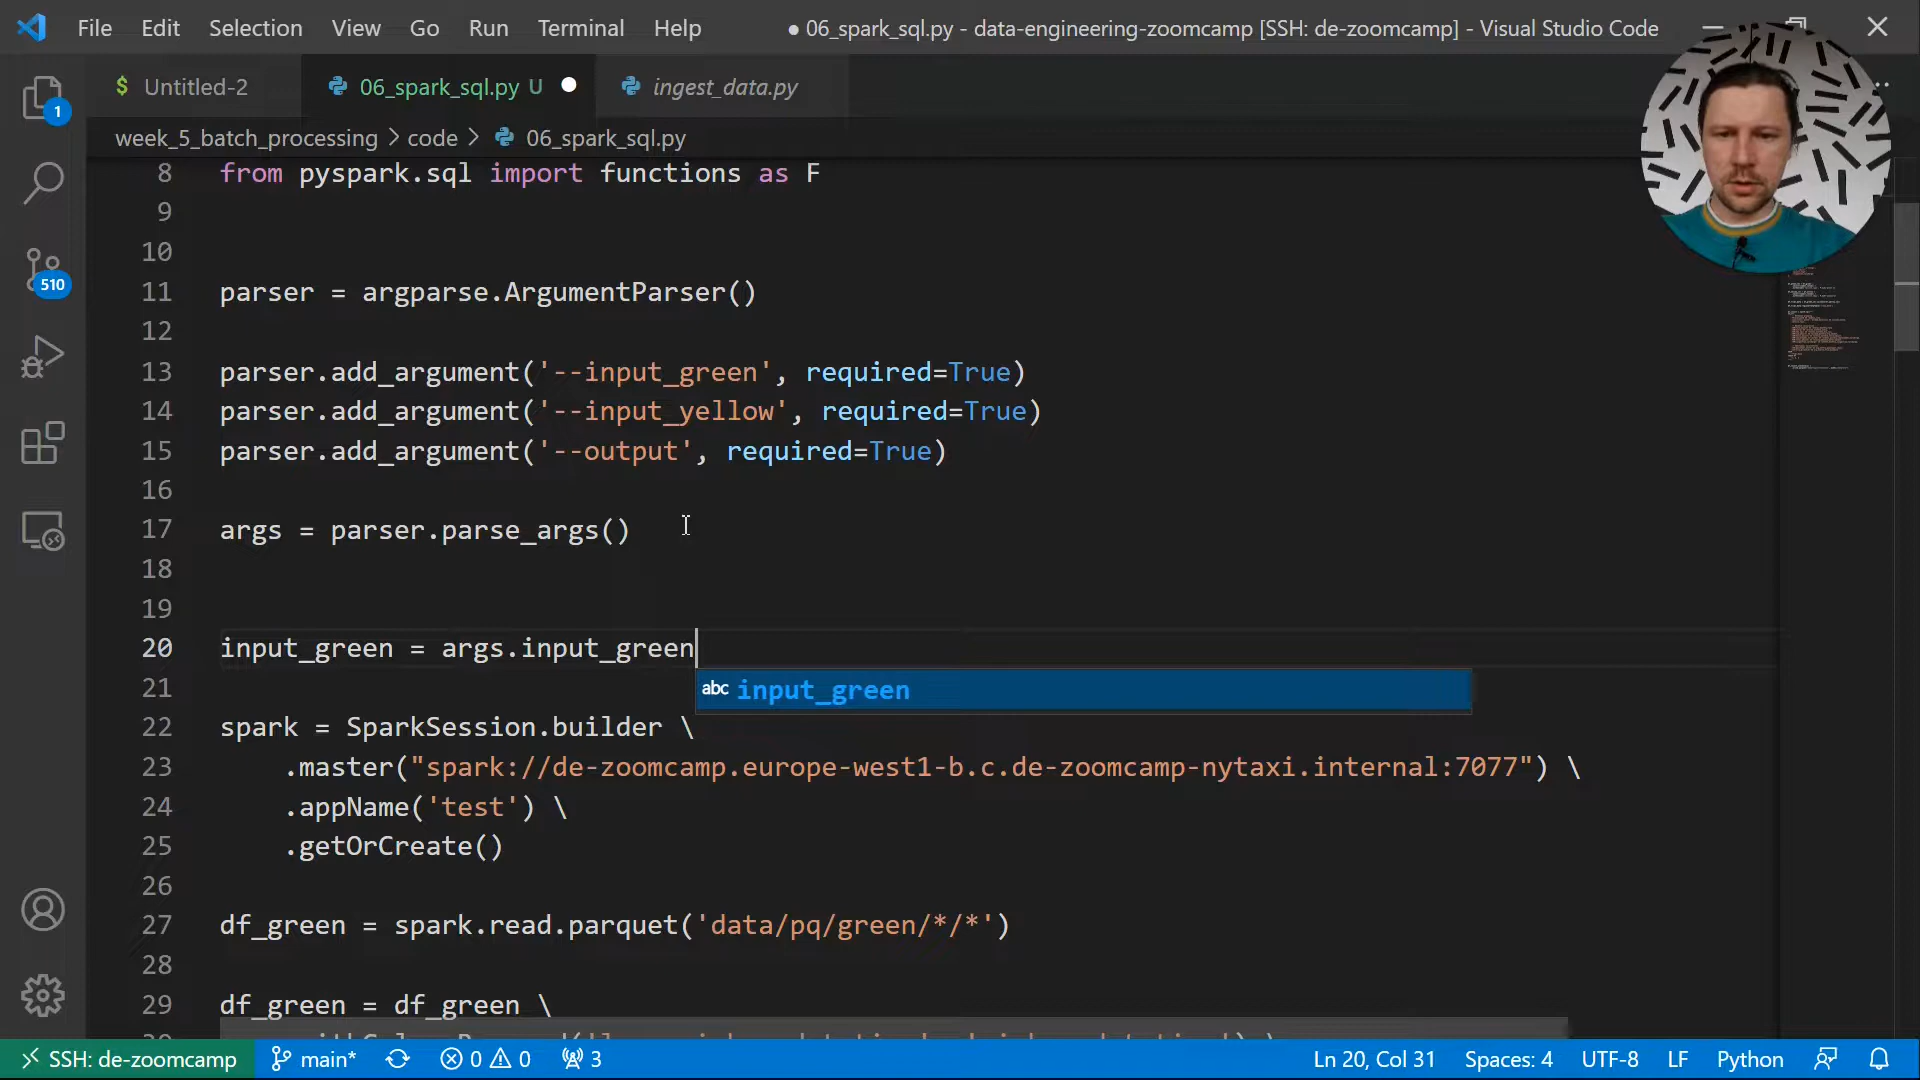 File Edit Selection View Go Run Terminal Help ● 06_spark_sql.py - data-engineering-zoomcamp [SSH: de-zoomcamp] - Visual Studio Code
$ Untitled-2 06_spark_sql.py U ingest_data.py
week_5_batch_processing > code > 06_spark_sql.py
1
510
8 from pyspark.sql import functions as F
9
10
11 parser = argparse.ArgumentParser()
12
13 parser.add_argument('--input_green', required=True)
14 parser.add_argument('--input_yellow', required=True)
15 parser.add_argument('--output', required=True)
16
17 args = parser.parse_args()
18
19
20 input_green = args.input_green
21 abc input_green
22 spark = SparkSession.builder \
23 .master("spark://de-zoomcamp.europe-west1-b.c.de-zoomcamp-nytaxi.internal:7077") \
24 .appName('test') \
25 .getOrCreate()
26
27 df_green = spark.read.parquet('data/pq/green/*/*')
28
29 df_green = df_green \
SSH: de-zoomcamp main* 0 0 3 Ln 20, Col 31 Spaces: 4 UTF-8 LF Python